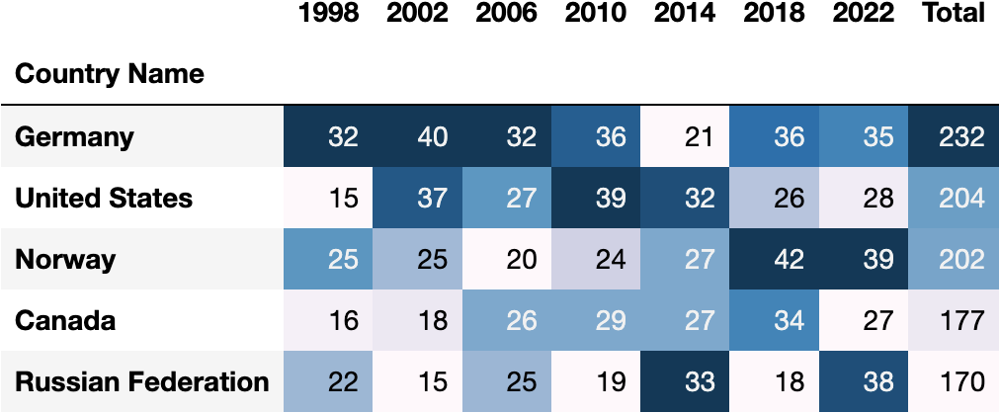 1998 2002 2006 2010 2014 2018 2022 Total
Country Name
Germany 32 40 32 36 21 36 35 232
United States 15 37 27 39 32 26 28 204
Norway 25 25 20 24 27 42 39 202
Canada 16 18 26 29 27 34 27 177
Russian Federation 22 15 25 19 33 18 38 170